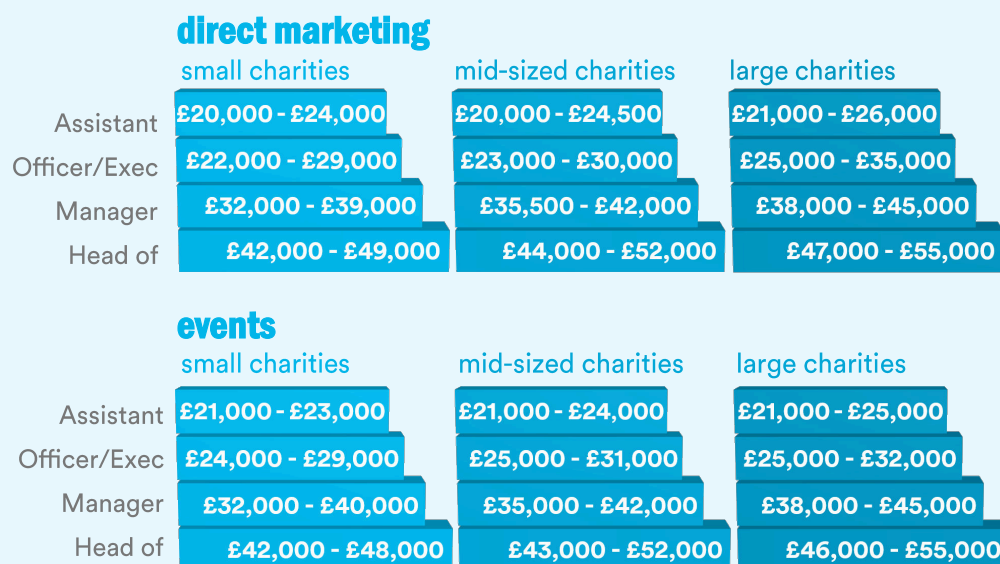 direct marketing
small charities mid-sized charities large charities
Assistant £20,000 - £24,000 £20,000 - £24,500 £21,000 - £26,000
Officer/Exec £22,000 - £29,000 £23,000 - £30,000 £25,000 - £35,000
Manager £32,000 - £39,000 £35,500 - £42,000 £38,000 - £45,000
Head of £42,000 - £49,000 £44,000 - £52,000 £47,000 - £55,000
events
small charities mid-sized charities large charities
Assistant £21,000 - £23,000 £21,000 - £24,000 £21,000 - £25,000
Officer/Exec £24,000 - £29,000 £25,000 - £31,000 £25,000 - £32,000
Manager £32,000 - £40,000 £35,000 - £42,000 £38,000 - £45,000
Head of £42,000 - £48,000 £43,000 - £52,000 £46,000 - £55,000